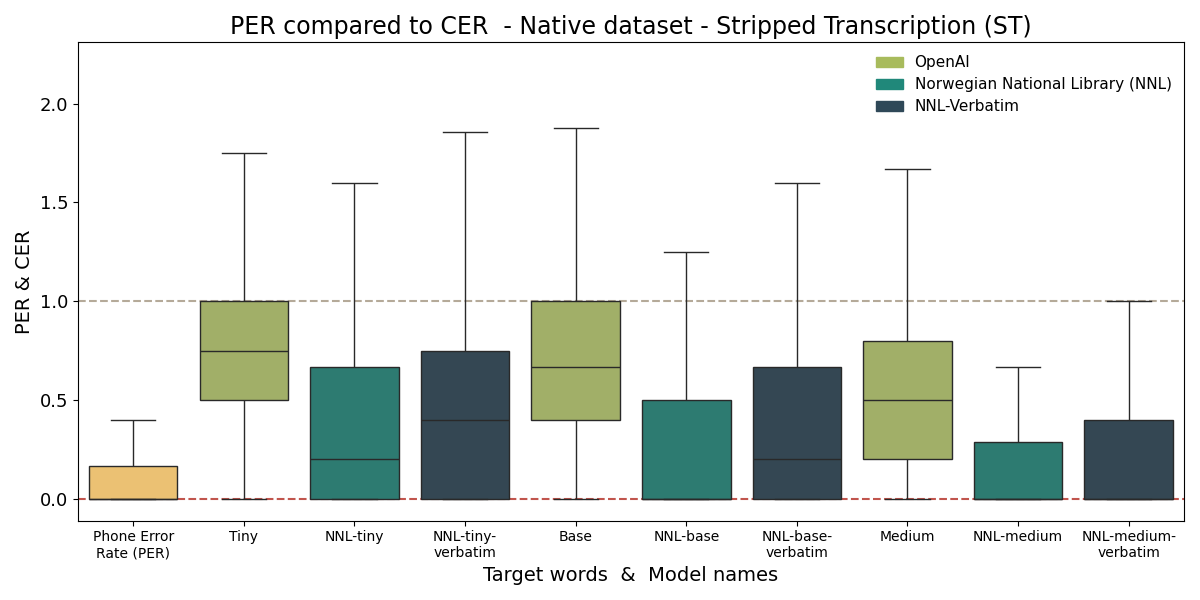 PER compared to CER  - Native dataset - Stripped Transcription (ST)
OpenAI
Norwegian National Library (NNL)
NNL-Verbatim
PER & CER
2.0
1.5
1.0
0.5
0.0
Phone Error
Rate (PER)
Tiny
NNL-tiny
NNL-tiny-
verbatim
Base
NNL-base
NNL-base-
verbatim
Medium
NNL-medium
NNL-medium-
verbatim
Target words  &  Model names